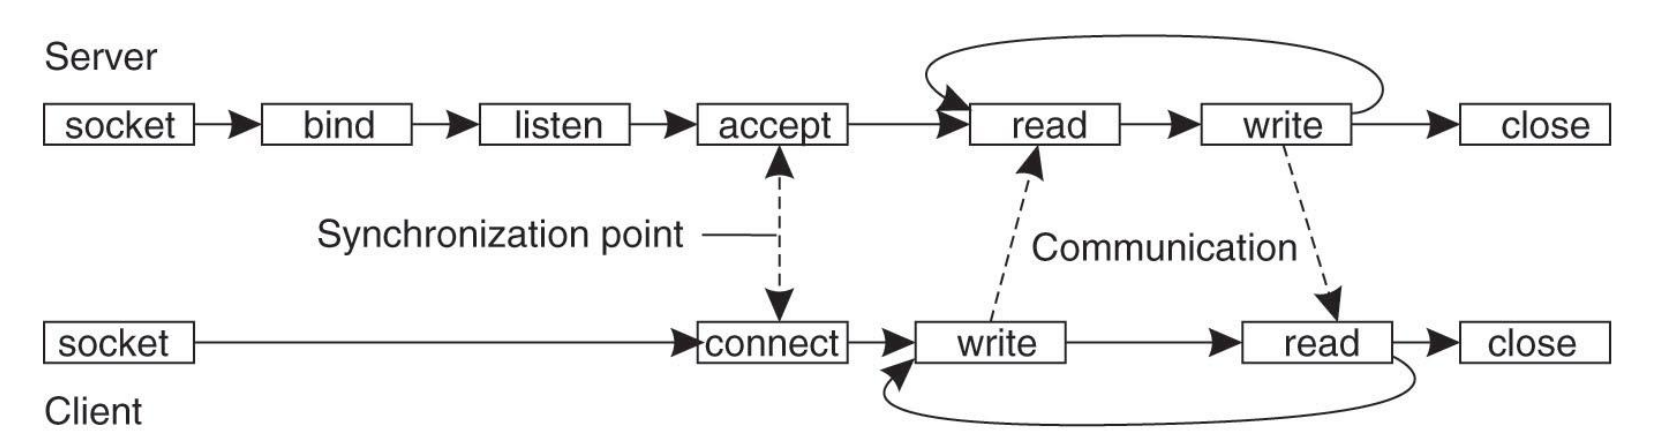 Server
socket bind listen accept read write close
Synchronization point
Communication
socket connect write read close
Client